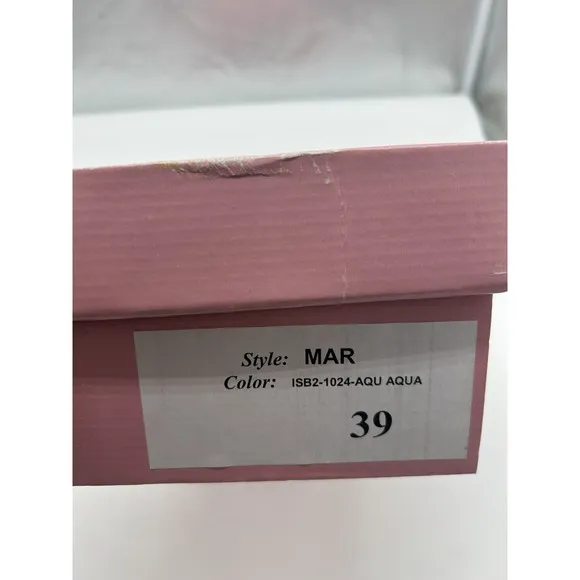 Style: MAR
Color: ISB2-1024-AQU AQUA
39